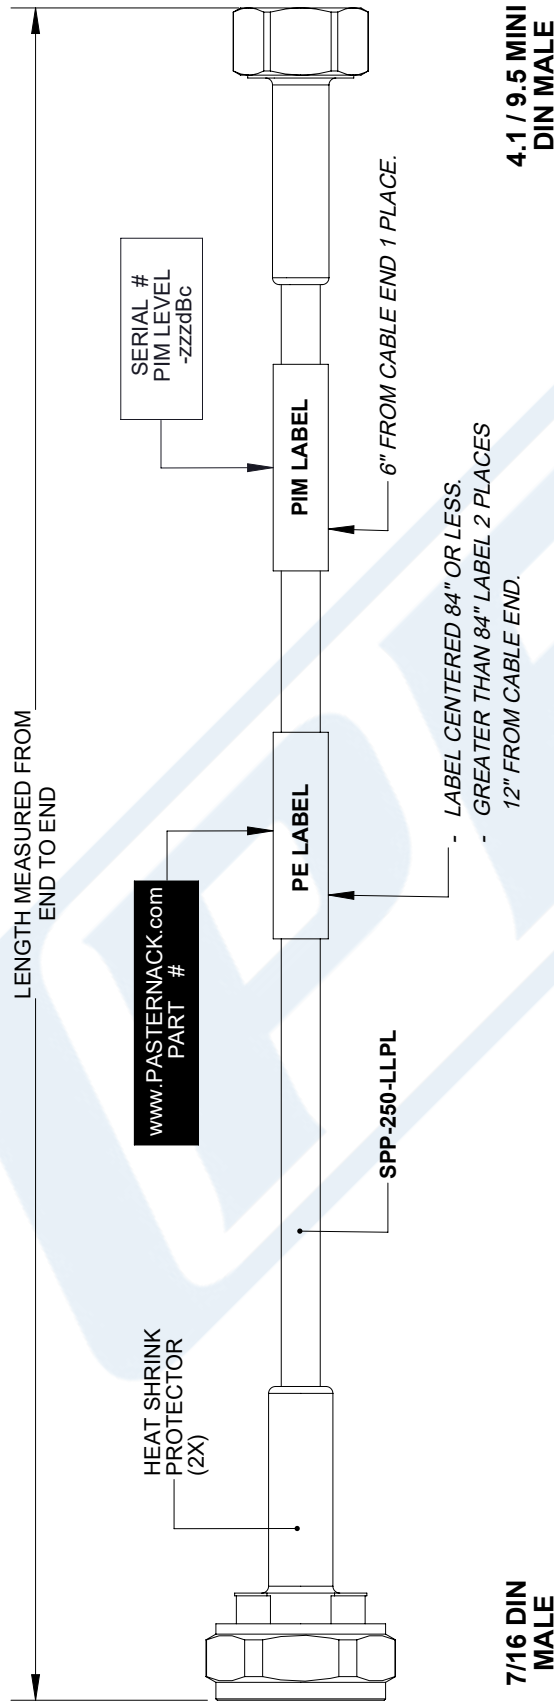 LENGTH MEASURED FROM
END TO END
HEAT SHRINK
PROTECTOR
(2X)
www.PASTERNACK.com
PART #
SERIAL #
PIM LEVEL
-zzzdBc
PE LABEL
PIM LABEL
SPP-250-LLPL
- LABEL CENTERED 84" OR LESS.
- GREATER THAN 84" LABEL 2 PLACES
12" FROM CABLE END.
6" FROM CABLE END 1 PLACE.
7/16 DIN
MALE
4.1 / 9.5 MINI
DIN MALE